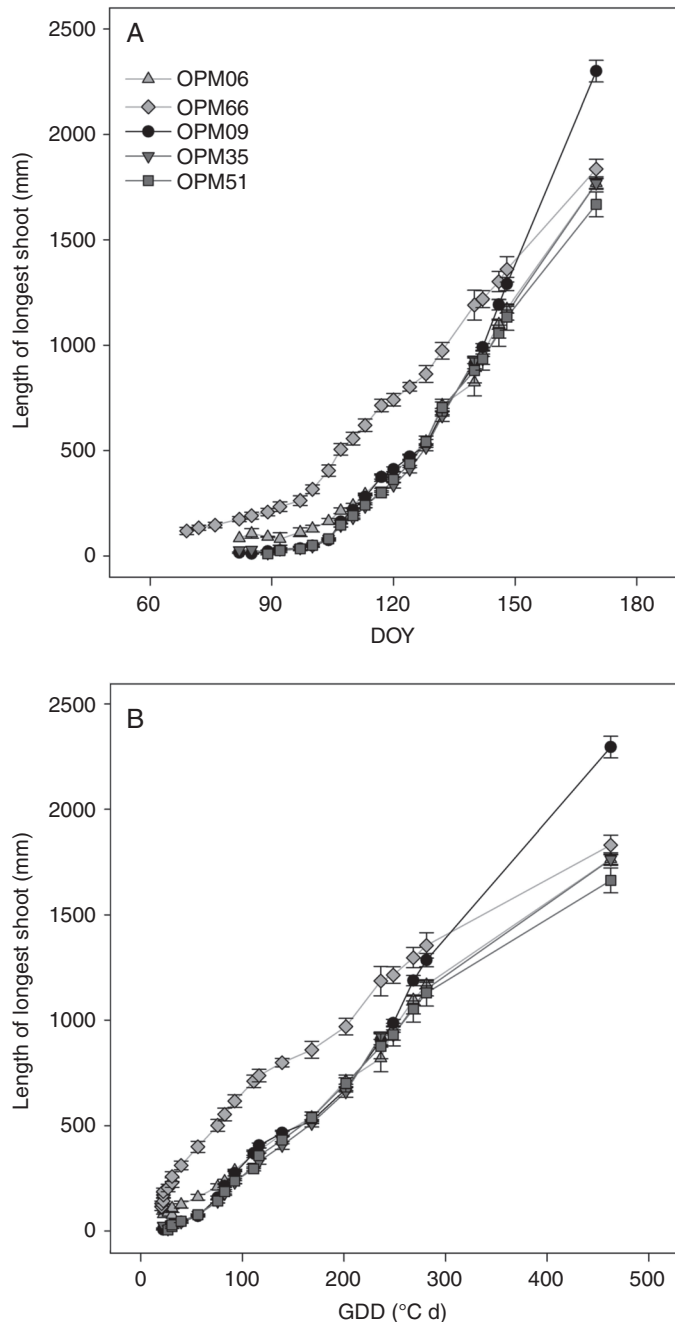 A
OPM06
OPM66
OPM09
OPM35
OPM51
2500
2000
1500
1000
500
0
Length of longest shoot (mm)
60 90 120 150 180
DOY
B
2500
2000
1500
1000
500
0
Length of longest shoot (mm)
0 100 200 300 400 500
GDD (°C d)